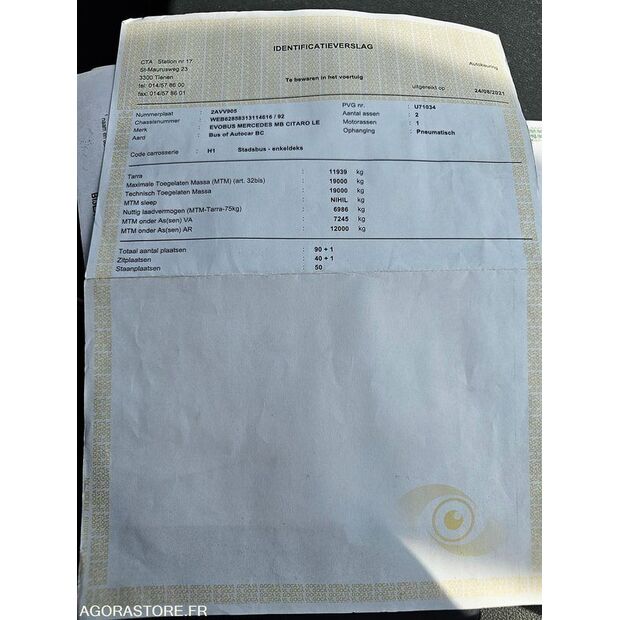 IDENTIFICATIEVERSLAG
CTA Station nr 17
St-Maurusweg 23
3300 Tienen
tel: 014/57 86 00
fax: 014/57 86 01
Autokeuring
Te bewaren in het voertuig
uitgereikt op 24/08/2021
Nummerplaat : 2AVV905
Chassisnummer : WEB62858313114616 / 92
Merk : EVOBUS MERCEDES MB CITARO LE
Aard : Bus of Autocar BC
PVG nr. : U71034
Aantal assen : 2
Motorassen : 1
Ophanging : Pneumatisch
Code carrosserie : H1 Stadsbus - enkeldeks
Tarra : 11939 kg
Maximale Toegelaten Massa (MTM) (art. 32bis) : 19000 kg
Technisch Toegelaten Massa : 19000 kg
MTM sleep : NIHIL kg
Nuttig laadvermogen (MTM-Tarra-75kg) : 6986 kg
MTM onder As(sen) VA : 7245 kg
MTM onder As(sen) AR : 12000 kg
Totaal aantal plaatsen : 90 + 1
Zitplaatsen : 40 + 1
Staanplaatsen : 50
AGORASTORE.FR